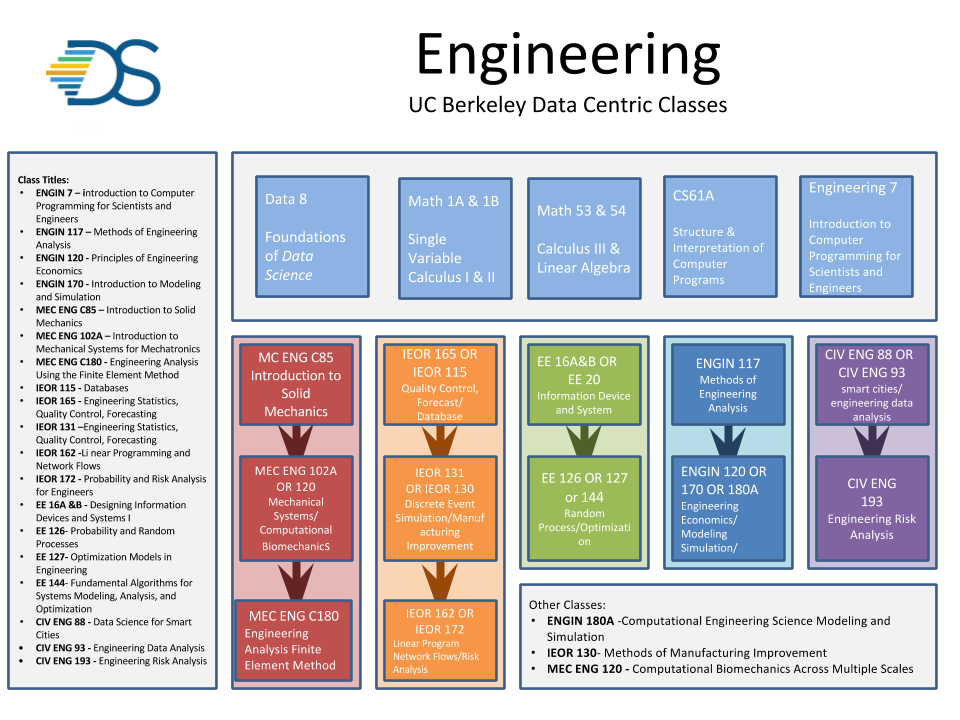 DS
Engineering
UC Berkeley Data Centric Classes
Class Titles:
• ENGIN 7 – introduction to Computer
Programming for Scientists and
Engineers
• ENGIN 117 – Methods of Engineering
Analysis
• ENGIN 120 - Principles of Engineering
Economics
• ENGIN 170 - Introduction to Modeling
and Simulation
• MEC ENG C85 – Introduction to Solid
Mechanics
• MEC ENG 102A – Introduction to
Mechanical Systems for Mechatronics
• MEC ENG C180 - Engineering Analysis
Using the Finite Element Method
• IEOR 115 - Databases
• IEOR 165 - Engineering Statistics,
Quality Control, Forecasting
• IEOR 131 –Engineering Statistics,
Quality Control, Forecasting
• IEOR 162 -Li near Programming and
Network Flows
• IEOR 172 - Probability and Risk Analysis
for Engineers
• EE 16A &B - Designing Information
Devices and Systems I
• EE 126- Probability and Random
Processes
• EE 127- Optimization Models in
Engineering
• EE 144- Fundamental Algorithms for
Systems Modeling, Analysis, and
Optimization
• CIV ENG 88 - Data Science for Smart
Cities
• CIV ENG 93 - Engineering Data Analysis
• CIV ENG 193 - Engineering Risk Analysis
Data 8
Foundations
of Data
Science
Math 1A & 1B
Single
Variable
Calculus I & II
Math 53 & 54
Calculus III &
Linear Algebra
CS61A
Structure &
Interpretation of
Computer
Programs
Engineering 7
Introduction to
Computer
Programming for
Scientists and
Engineers
MC ENG C85
Introduction to
Solid
Mechanics
MEC ENG 102A
OR 120
Mechanical
Systems/
Computational
Biomechanics
MEC ENG C180
Engineering
Analysis Finite
Element Method
IEOR 165 OR
IEOR 115
Quality Control,
Forecast/
Database
IEOR 131
OR IEOR 130
Discrete Event
Simulation/Manuf
acturing
Improvement
IEOR 162 OR
IEOR 172
Linear Program
Network Flows/Risk
Analysis
EE 16A&B OR
EE 20
Information Device
and System
EE 126 OR 127
or 144
Random
Process/Optimizati
on
ENGIN 117
Methods of
Engineering
Analysis
ENGIN 120 OR
170 OR 180A
Engineering
Economics/
Modeling
Simulation/
CIV ENG 88 OR
CIV ENG 93
smart cities/
engineering data
analysis
CIV ENG
193
Engineering Risk
Analysis
Other Classes:
• ENGIN 180A -Computational Engineering Science Modeling and
Simulation
• IEOR 130- Methods of Manufacturing Improvement
• MEC ENG 120 - Computational Biomechanics Across Multiple Scales